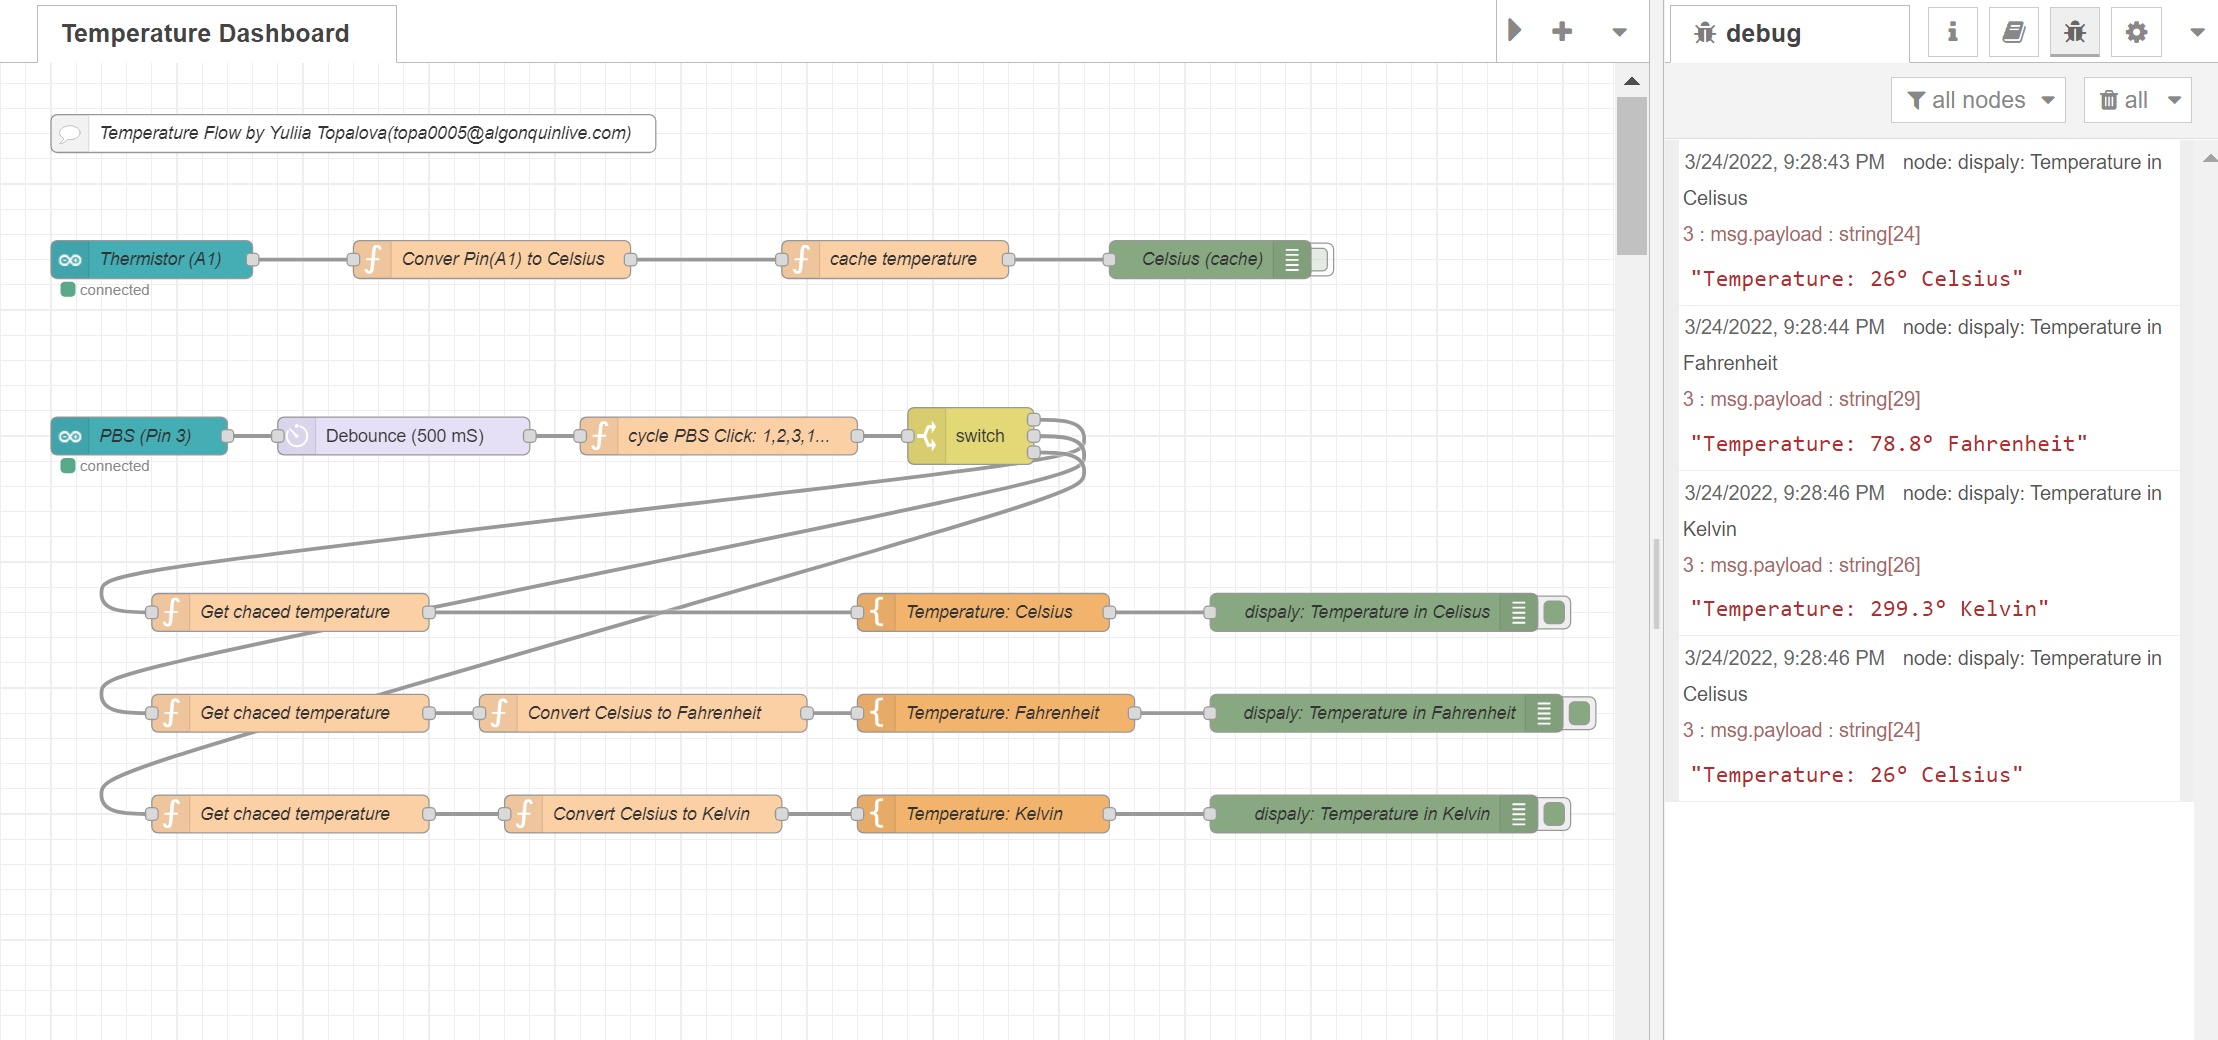 Temperature Dashboard
Temperature Flow by Yuliia Topalova(topa0005@algonquinlive.com)
Thermistor (A1)
connected
Conver Pin(A1) to Celsius
cache temperature
Celsius (cache)
PBS (Pin 3)
connected
Debounce (500 mS)
cycle PBS Click: 1,2,3,1...
switch
Get chaced temperature
Temperature: Celsius
dispaly: Temperature in Celisus
Get chaced temperature
Convert Celsius to Fahrenheit
Temperature: Fahrenheit
dispaly: Temperature in Fahrenheit
Get chaced temperature
Convert Celsius to Kelvin
Temperature: Kelvin
dispaly: Temperature in Kelvin
debug
i
all nodes
all
3/24/2022, 9:28:43 PM node: dispaly: Temperature in
Celisus
3 : msg.payload : string[24]
"Temperature: 26° Celsius"
3/24/2022, 9:28:44 PM node: dispaly: Temperature in
Fahrenheit
3 : msg.payload : string[29]
"Temperature: 78.8° Fahrenheit"
3/24/2022, 9:28:46 PM node: dispaly: Temperature in
Kelvin
3 : msg.payload : string[26]
"Temperature: 299.3° Kelvin"
3/24/2022, 9:28:46 PM node: dispaly: Temperature in
Celisus
3 : msg.payload : string[24]
"Temperature: 26° Celsius"